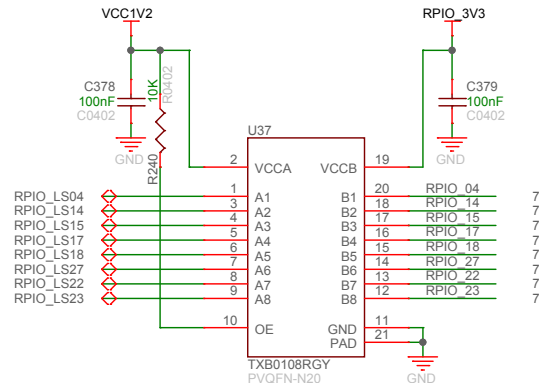 VCC1V2 RPIO_3V3
C378 100nF C0402
10K R0402
R240
C379 100nF C0402
GND GND
U37
2 VCCA VCCB 19
RPIO_LS04 1 A1 B1 20 RPIO_04 7
RPIO_LS14 3 A2 B2 18 RPIO_14 7
RPIO_LS15 4 A3 B3 17 RPIO_15 7
RPIO_LS17 5 A4 B4 16 RPIO_17 7
RPIO_LS18 6 A5 B5 15 RPIO_18 7
RPIO_LS27 7 A6 B6 14 RPIO_27 7
RPIO_LS22 8 A7 B7 13 RPIO_22 7
RPIO_LS23 9 A8 B8 12 RPIO_23 7
10 OE GND 11
PAD 21
TXB0108RGY
PVQFN-N20
GND